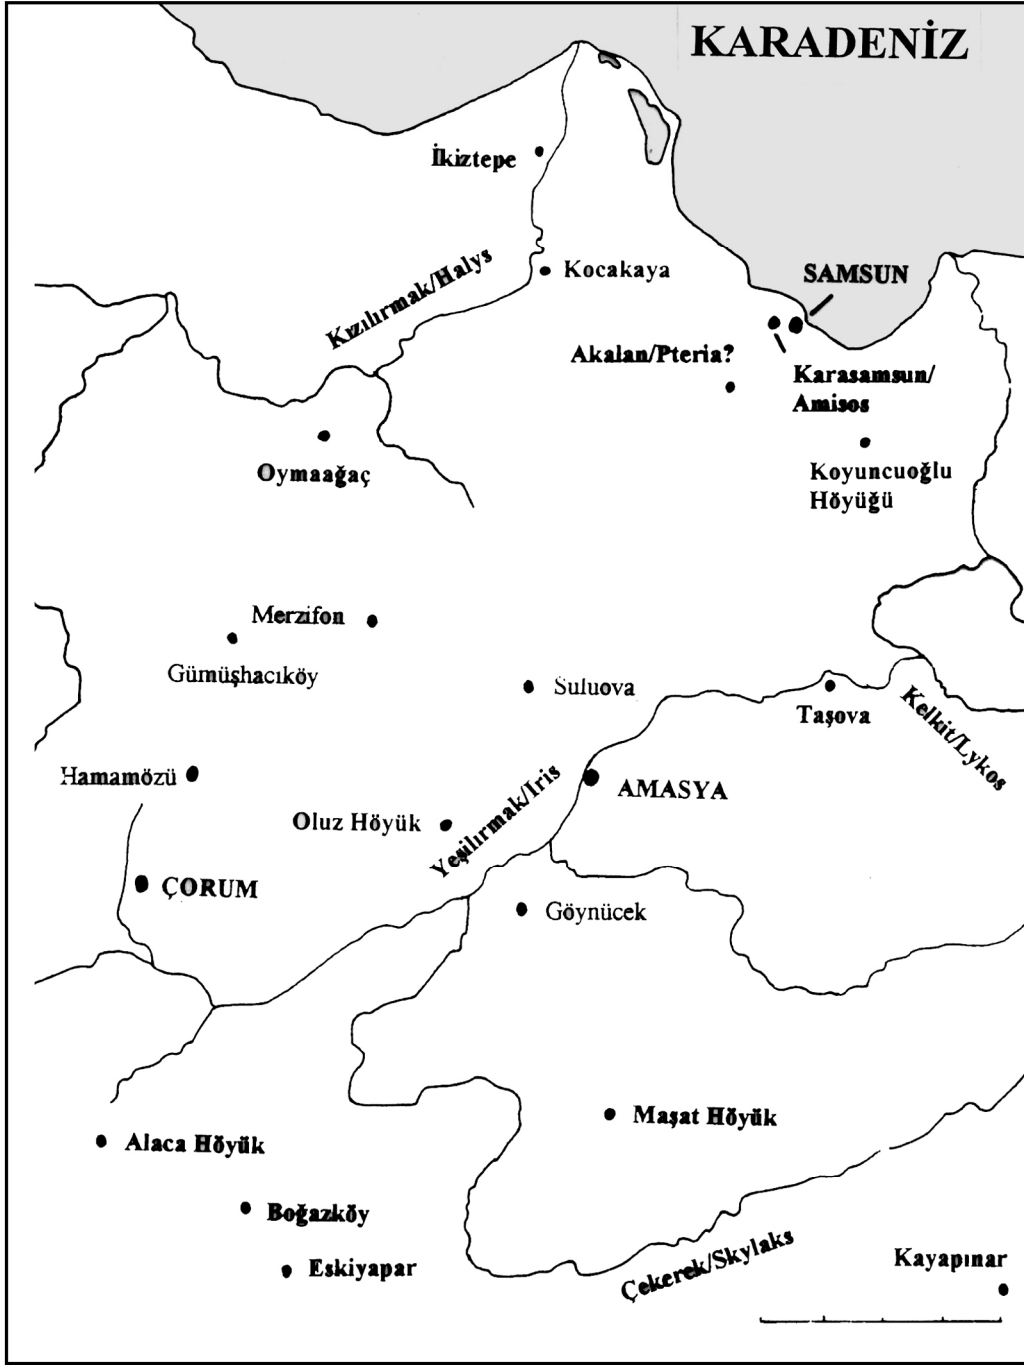 KARADENİZ
İkiztepe
Kızılırmak/Halys
Kocakaya
SAMSUN
Akalan/Pteria?
Karasamsun/
Amisos
Oymaağaç
Koyuncuoğlu
Höyüğü
Merzifon
Gümüşhacıköy
Suluova
Taşova
Kelkit/Lykos
Hamamözü
AMASYA
Oluz Höyük
Yeşilırmak/Iris
ÇORUM
Göynücek
Maşat Höyük
Alaca Höyük
Boğazköy
Eskiyapar
Çekerek/Skylaks
Kayapınar